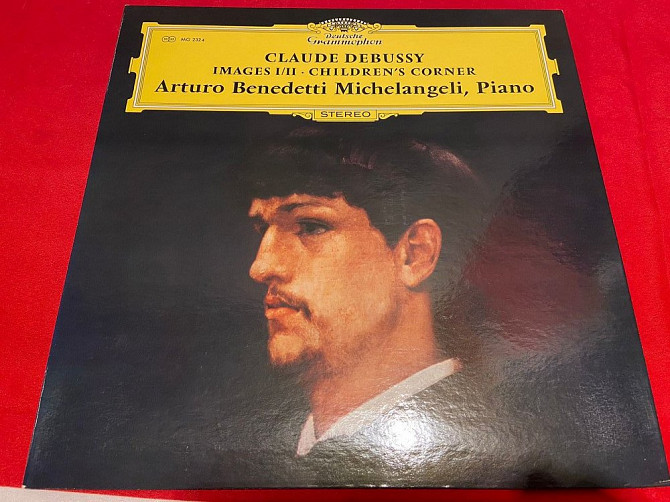 Deutsche
Grammophon
MG 2324
CLAUDE DEBUSSY
IMAGES I/II · CHILDREN'S CORNER
Arturo Benedetti Michelangeli, Piano
STEREO